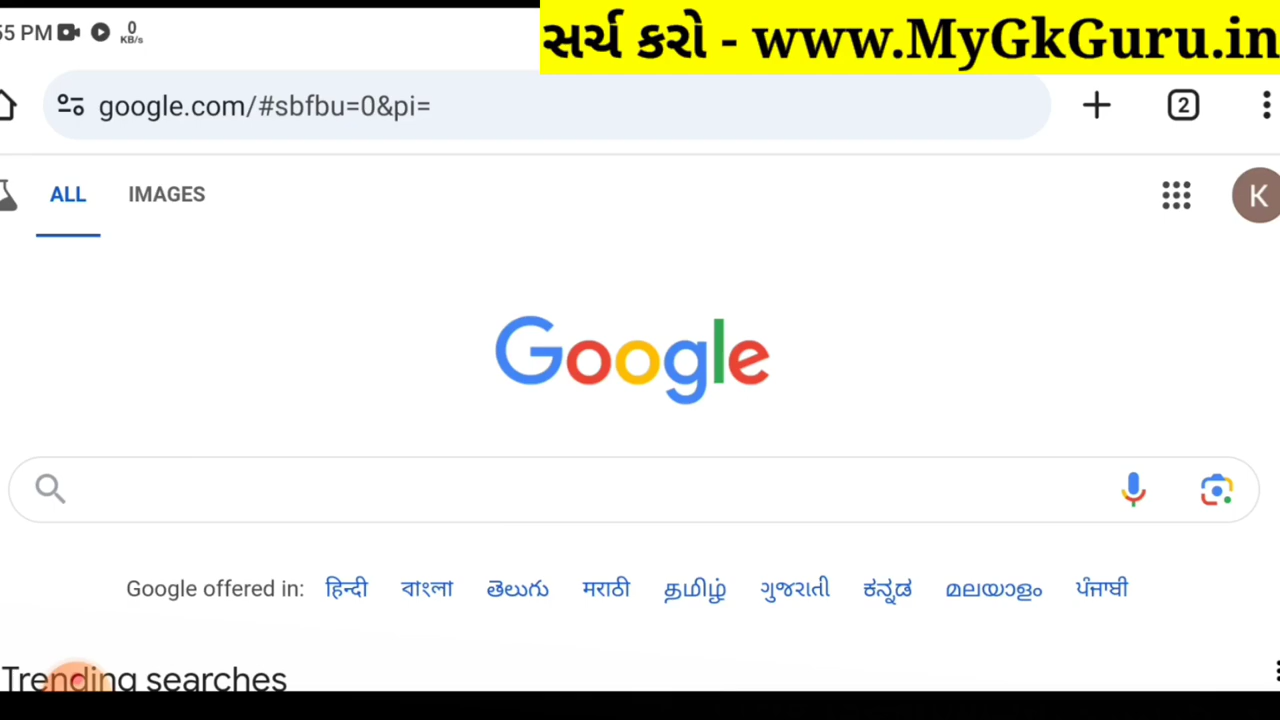 55 PM 0 KB/s
સર્ચ કરો - www.MyGkGuru.in
google.com/#sbfbu=0&pi=
2
ALL IMAGES
K
Google
Google offered in: हिन्दी বাংলা తెలుగు मराठी தமிழ் ગુજરાતી ಕನ್ನಡ മലയാളം ਪੰਜਾਬੀ
Trending searches